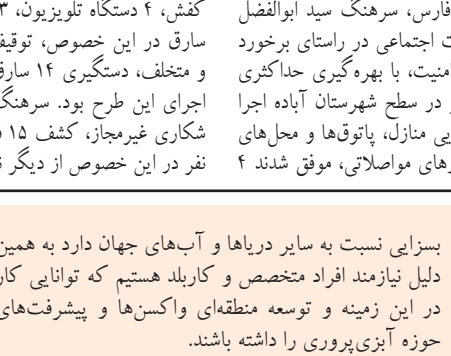 فارس، سرهنگ سید ابوالفضل
ت اجتماعی در راستای برخورد
امنیت، با بهره‌گیری حداکثری
در سطح شهرستان آباده اجرا
یی منازل، پاتوق‌ها و محل‌های
رهای مواصلاتی، موفق شدند ۴
کفش، ۴ دستگاه تلویزیون، ۳
سارق در این خصوص، توقیف
و متخلف، دستگیری ۱۴ سارق
اجرای این طرح بود. سرهنگ
شکاری غیرمجاز، کشف ۱۵
نفر در این خصوص از دیگر
بسزایی نسبت به سایر دریاها و آب‌های جهان دارد به همین
دلیل نیازمند افراد متخصص و کاربلد هستیم که توانایی کار
در این زمینه و توسعه منطقه‌ای واکسن‌ها و پیشرفت‌های
حوزه آبزی‌پروری را داشته باشند.